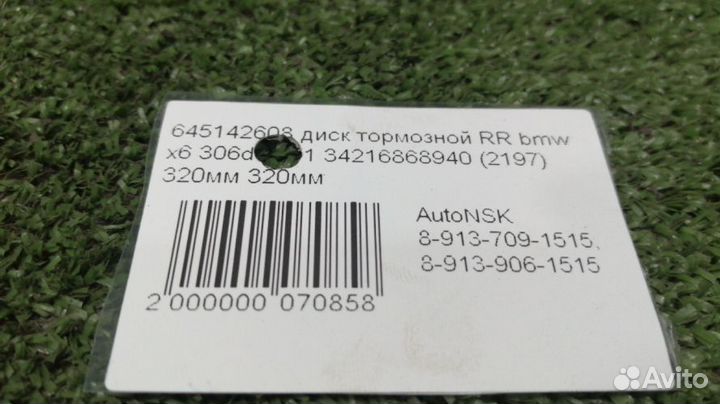 645142608 диск тормозной RR bmw
x6 1 34216868940 (2197)
320мм 320мм
AutoNSK
8-913-709-1515,
8-913-906-1515
2 000000 070858
Avito